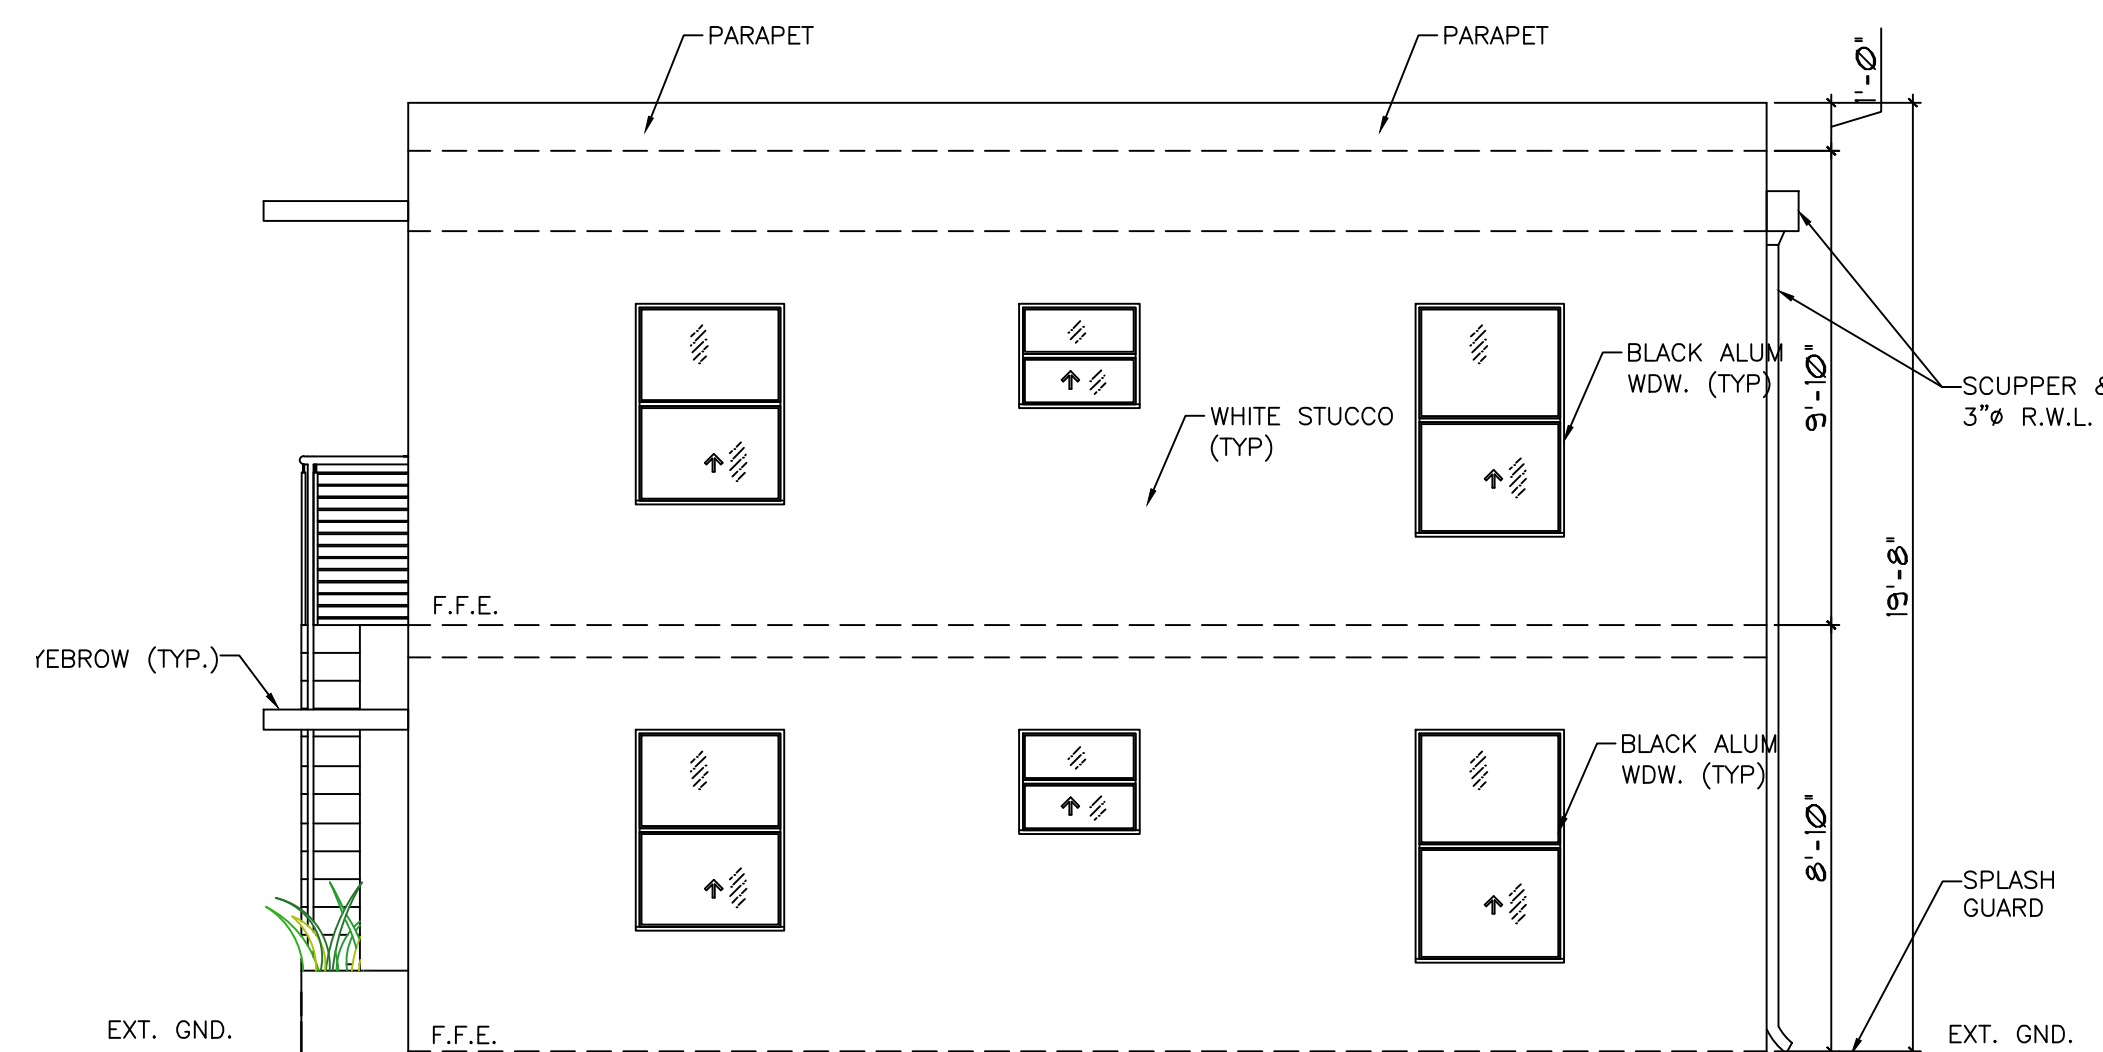 PARAPET
PARAPET
1'-0"
BLACK ALUM
WDW. (TYP)
9'-10"
SCUPPER &
3"ø R.W.L.
WHITE STUCCO
(TYP)
19'-8"
F.F.E.
YEBROW (TYP.)
BLACK ALUM
WDW. (TYP)
8'-10"
SPLASH
GUARD
EXT. GND.
F.F.E.
EXT. GND.